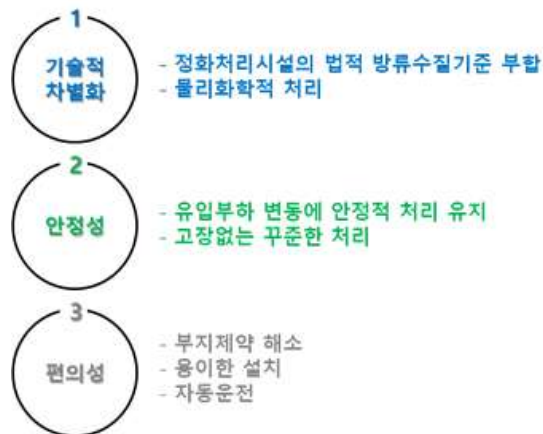 1
기술적
차별화
- 정화처리시설의 법적 방류수질기준 부합
- 물리화학적 처리
2
안정성
- 유입부하 변동에 안정적 처리 유지
- 고장없는 꾸준한 처리
3
편의성
- 부지제약 해소
- 용이한 설치
- 자동운전